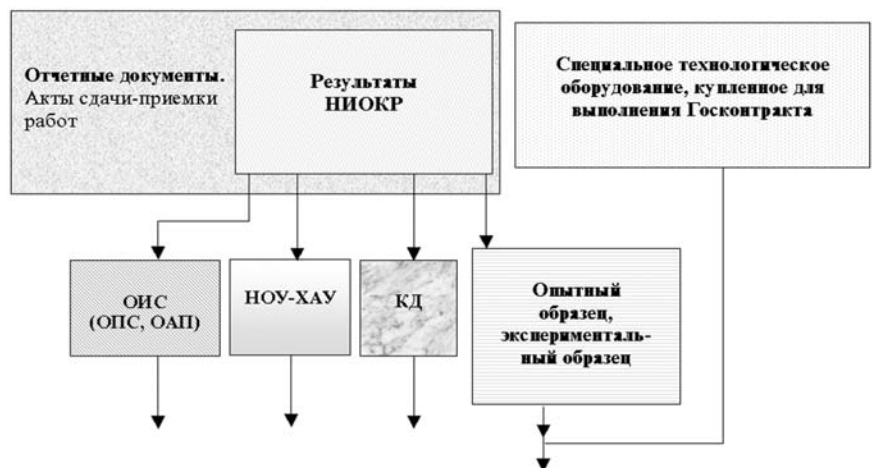 Отчетные документы.
Акты сдачи-приемки
работ
Результаты
НИОКР
Специальное технологическое
оборудование, купленное для
выполнения Госконтракта
ОИС
(ОПС, ОАП)
НОУ-ХАУ
КД
Опытный
образец,
эксперименталь-
ный образец